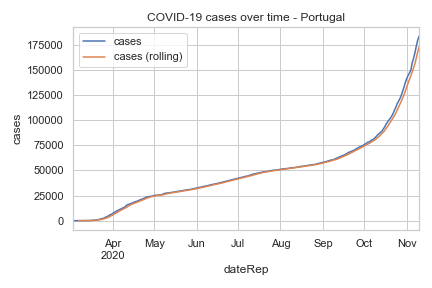 COVID-19 cases over time - Portugal
cases
cases (rolling)
175000
150000
125000
100000
75000
50000
25000
0
cases
Apr May Jun Jul Aug Sep Oct Nov
2020
dateRep